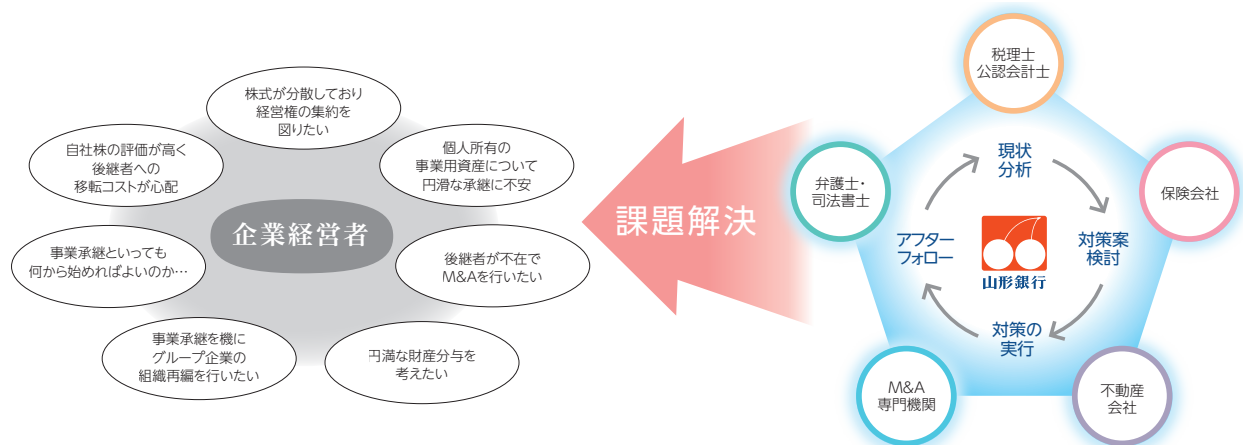 株式が分散しており
経営権の集約を
図りたい
自社株の評価が高く
後継者への
移転コストが心配
個人所有の
事業用資産について
円滑な承継に不安
企業経営者
事業承継といっても
何から始めればよいのか…
後継者が不在で
M&Aを行いたい
事業承継を機に
グループ企業の
組織再編を行いたい
円満な財産分与を
考えたい
課題解決
税理士
公認会計士
弁護士・
司法書士
保険会社
現状
分析
アフター
フォロー
対策案
検討
山形銀行
対策の
実行
M&A
専門機関
不動産
会社